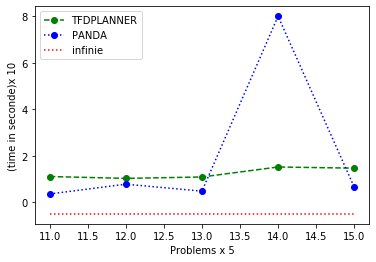 TFDPLANNER
PANDA
infinie
8
6
4
2
0
(time in seconde)x 10
11.0 11.5 12.0 12.5 13.0 13.5 14.0 14.5 15.0
Problems x 5